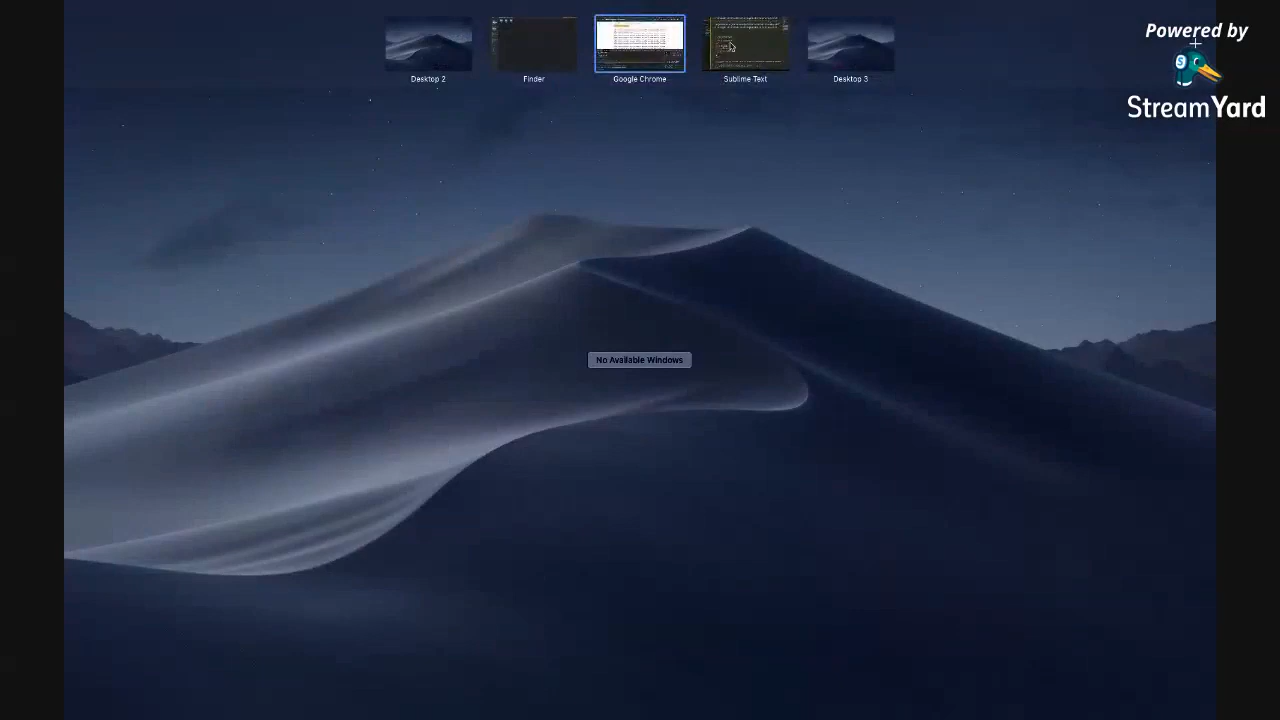 Powered by
StreamYard
Desktop 2
Finder
Google Chrome
Sublime Text
Desktop 3
No Available Windows